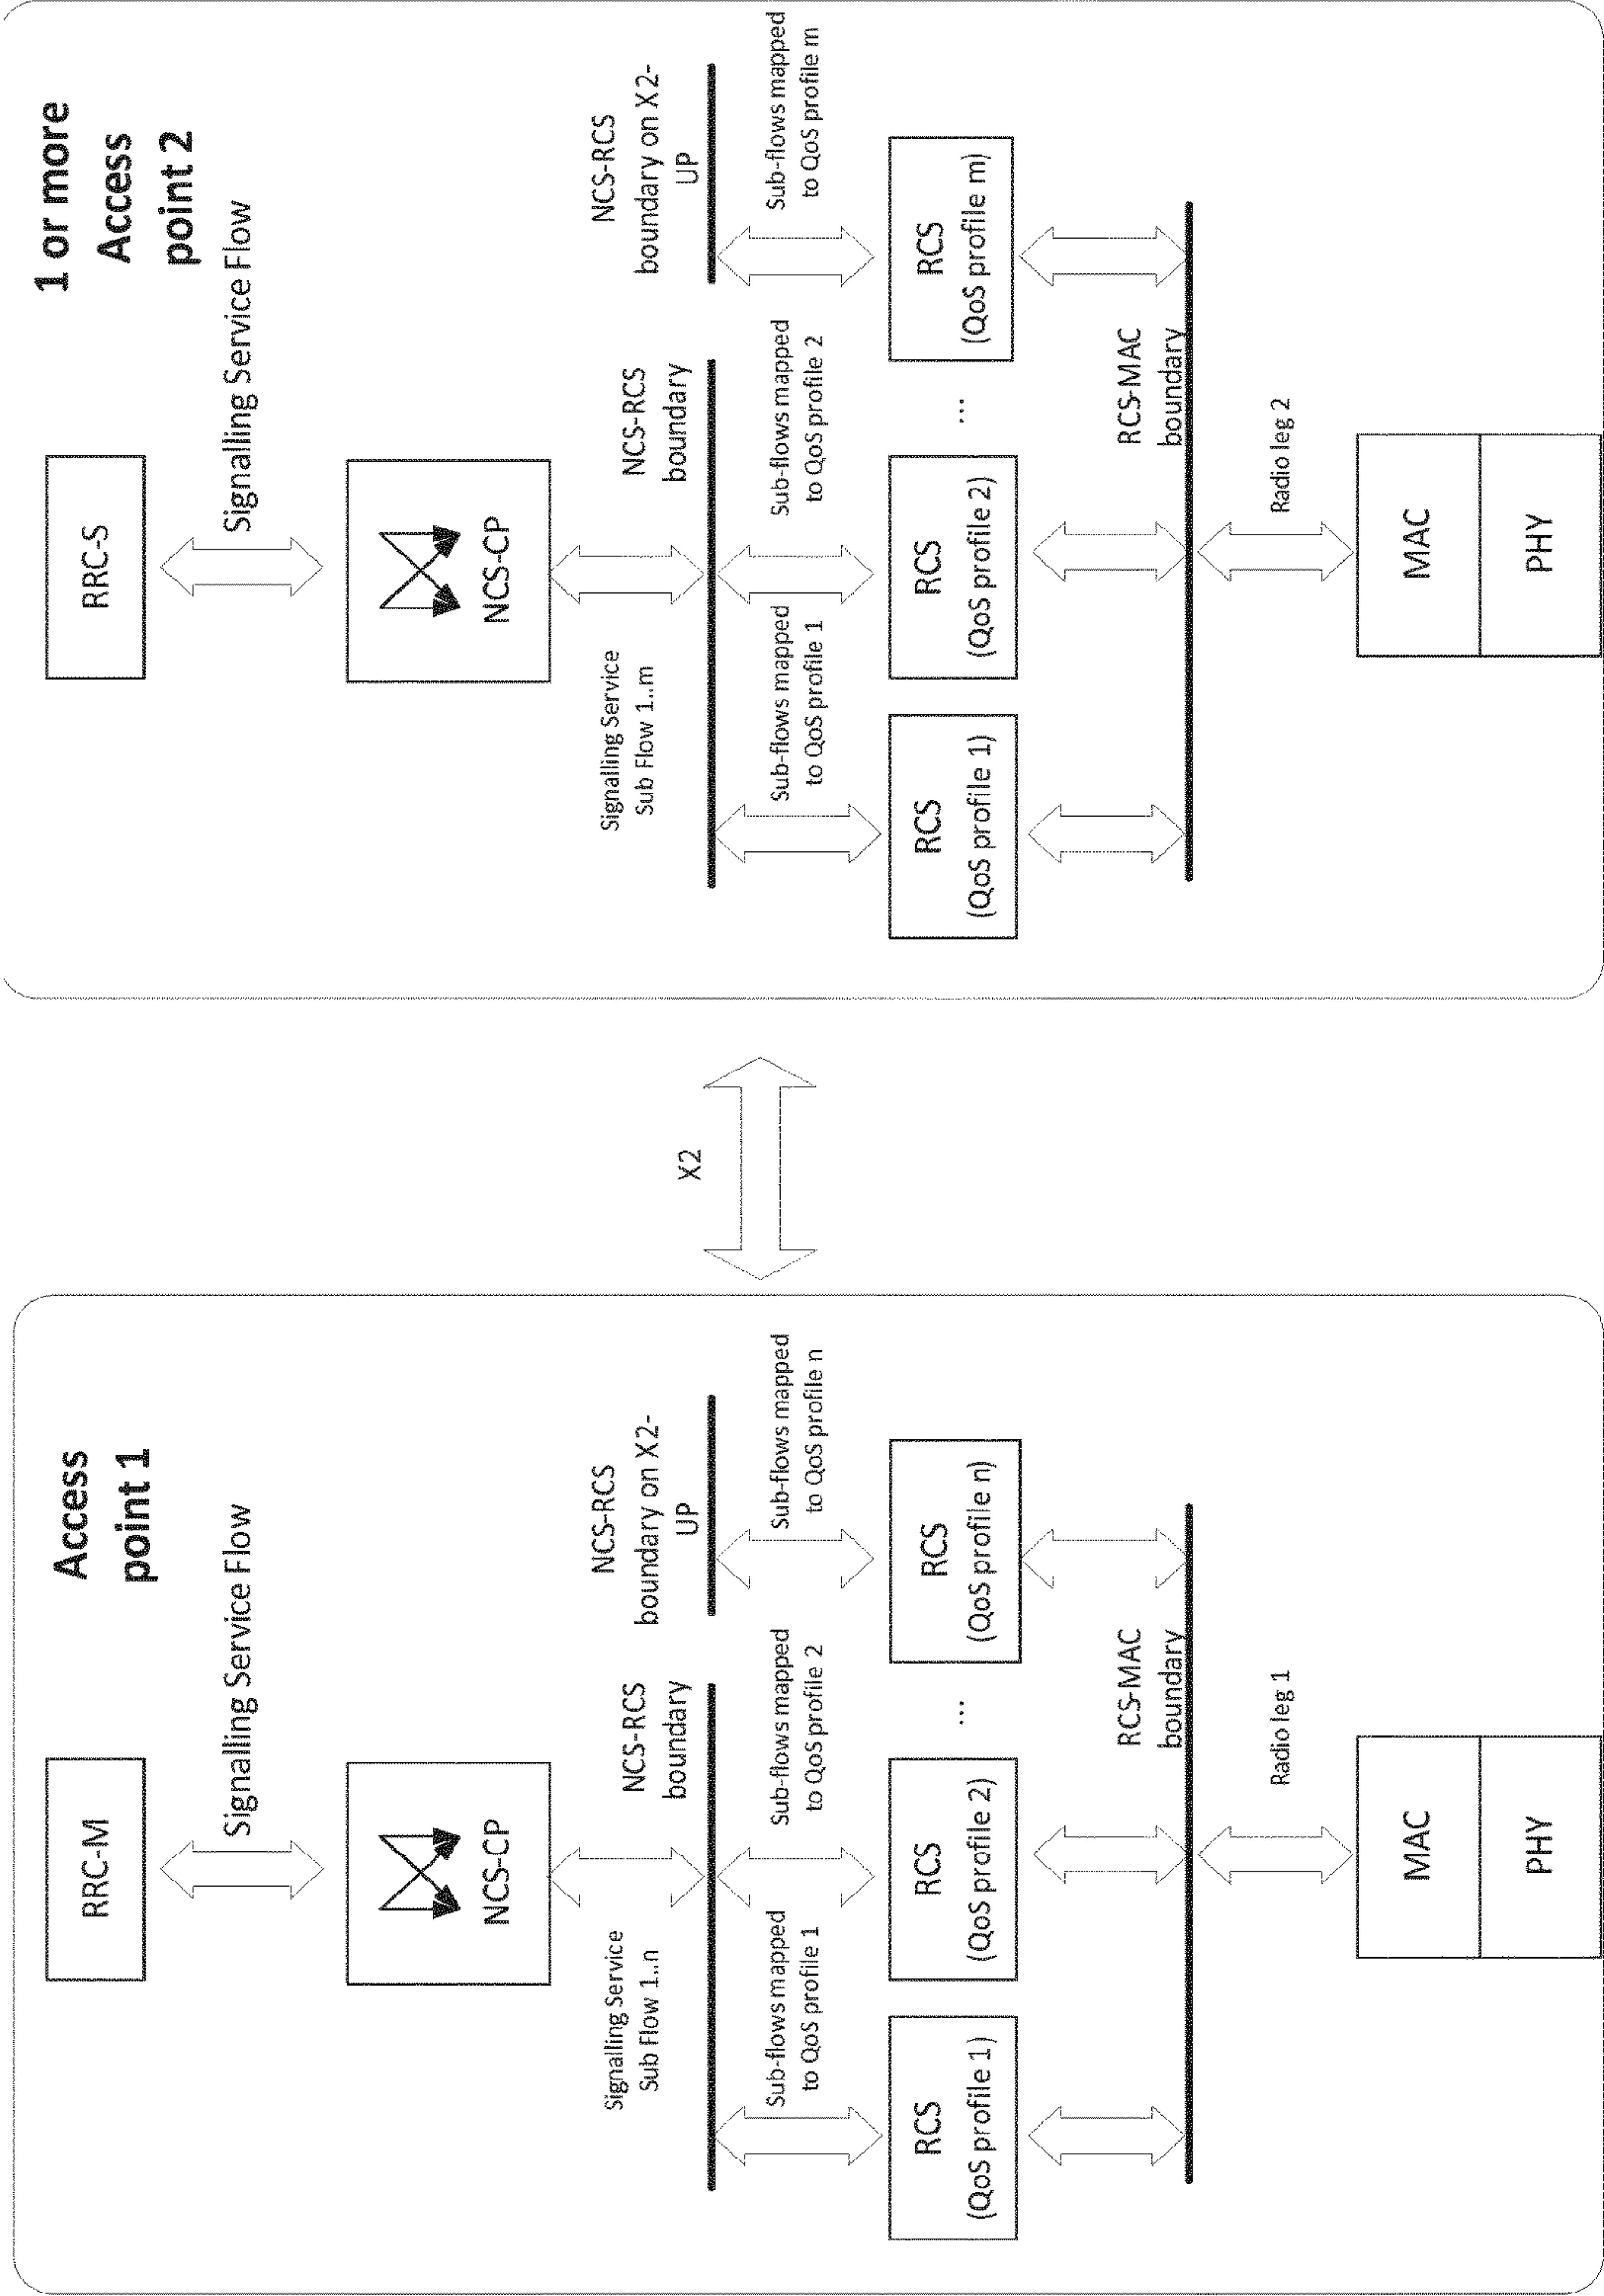 Access
point 1
RRC-M
Signalling Service Flow
NCS-CP
Signalling Service
Sub Flow 1..n
NCS-RCS
boundary
NCS-RCS
boundary on X2-
UP
Sub-flows mapped
to QoS profile 1
Sub-flows mapped
to QoS profile 2
Sub-flows mapped
to QoS profile n
RCS
(QoS profile 1)
RCS
(QoS profile 2)
...
RCS
(QoS profile n)
RCS-MAC
boundary
Radio leg 1
MAC
PHY
X2
1 or more
Access
point 2
RRC-S
Signalling Service Flow
NCS-CP
Signalling Service
Sub Flow 1..m
NCS-RCS
boundary
NCS-RCS
boundary on X2-
UP
Sub-flows mapped
to QoS profile 1
Sub-flows mapped
to QoS profile 2
Sub-flows mapped
to QoS profile m
RCS
(QoS profile 1)
RCS
(QoS profile 2)
...
RCS
(QoS profile m)
RCS-MAC
boundary
Radio leg 2
MAC
PHY